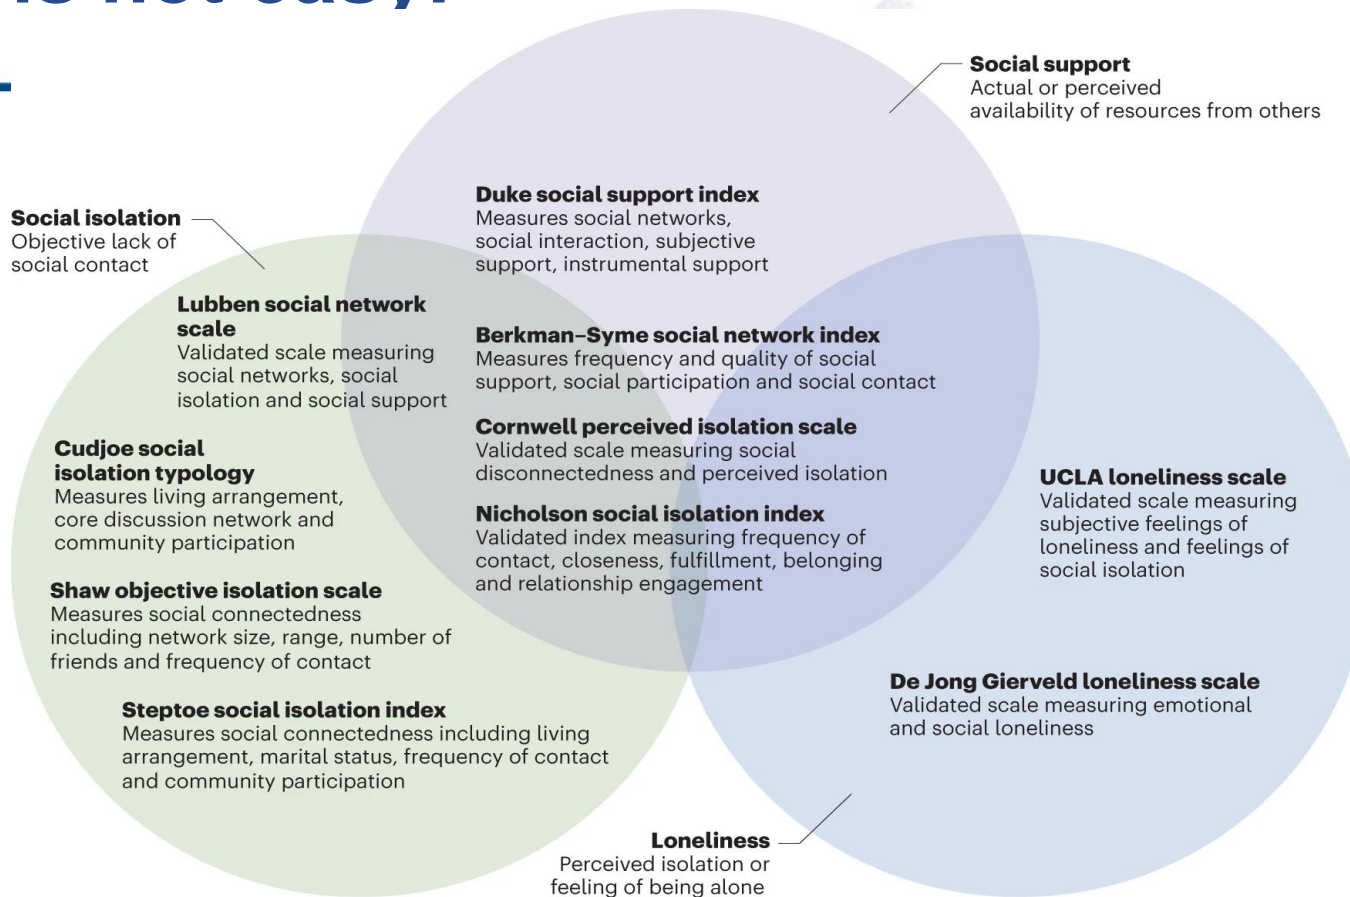 is not easy.
Social support
Actual or perceived
availability of resources from others
Duke social support index
Measures social networks,
social interaction, subjective
support, instrumental support
Social isolation
Objective lack of
social contact
Lubben social network
scale
Validated scale measuring
social networks, social
isolation and social support
Berkman–Syme social network index
Measures frequency and quality of social
support, social participation and social contact
Cornwell perceived isolation scale
Validated scale measuring social
disconnectedness and perceived isolation
Cudjoe social
isolation typology
Measures living arrangement,
core discussion network and
community participation
UCLA loneliness scale
Validated scale measuring
subjective feelings of
loneliness and feelings of
social isolation
Nicholson social isolation index
Validated index measuring frequency of
contact, closeness, fulfillment, belonging
and relationship engagement
Shaw objective isolation scale
Measures social connectedness
including network size, range, number of
friends and frequency of contact
De Jong Gierveld loneliness scale
Validated scale measuring emotional
and social loneliness
Steptoe social isolation index
Measures social connectedness including living
arrangement, marital status, frequency of contact
and community participation
Loneliness
Perceived isolation or
feeling of being alone